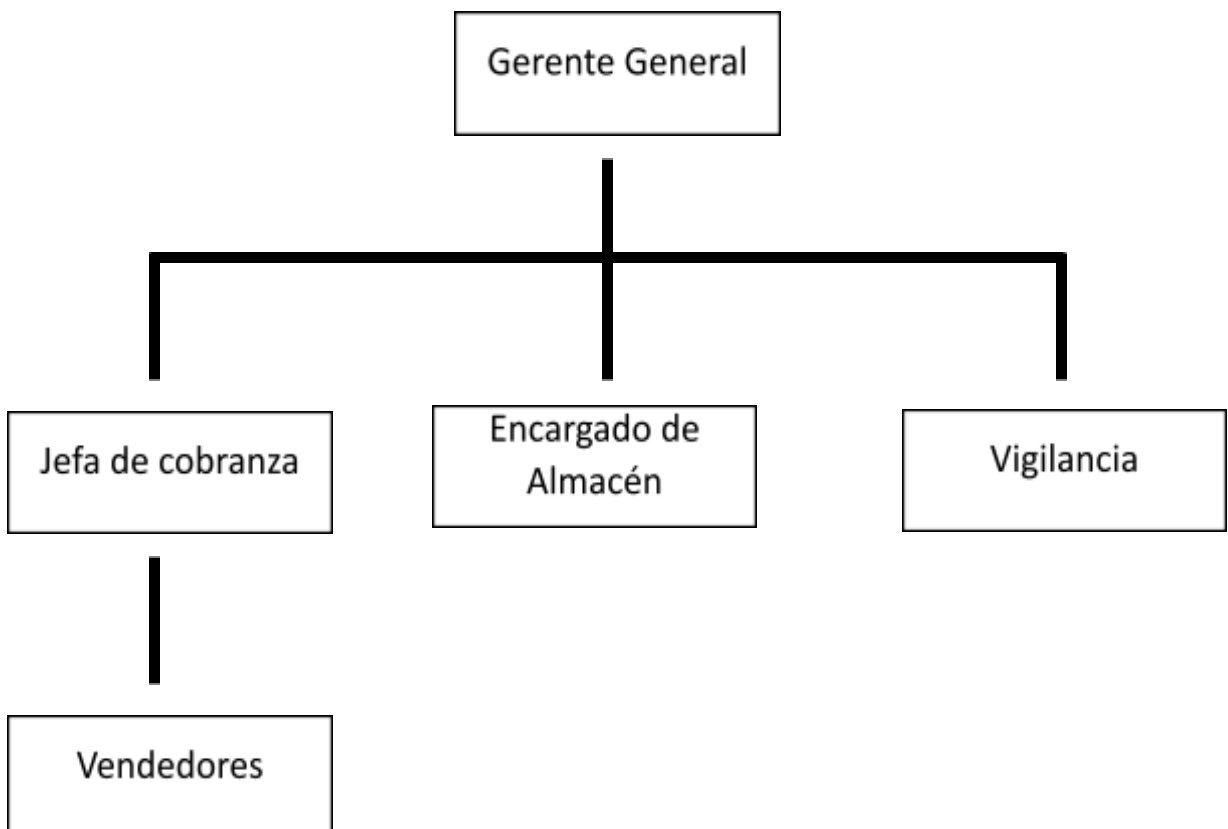 Gerente General
Jefa de cobranza
Encargado de
Almacén
Vigilancia
Vendedores